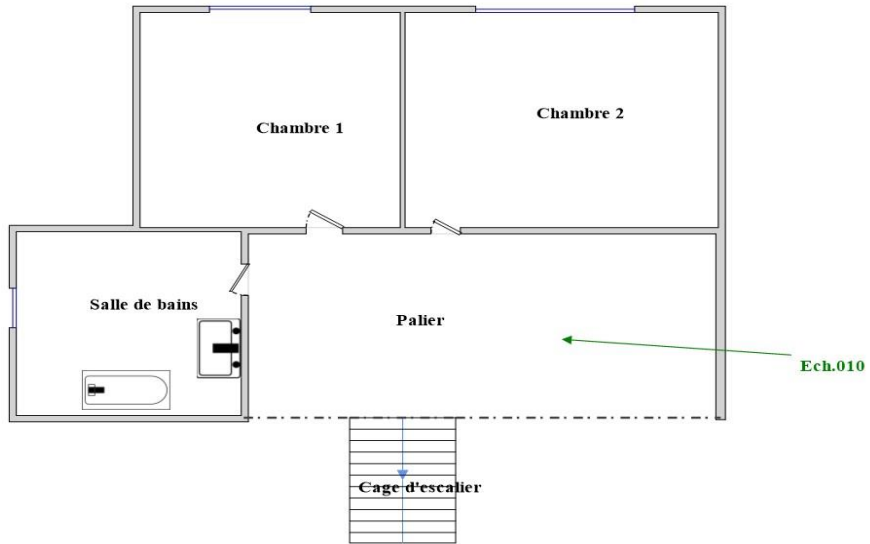 Chambre 1
Chambre 2
Salle de bains
Palier
Ech.010
Cage d'escalier